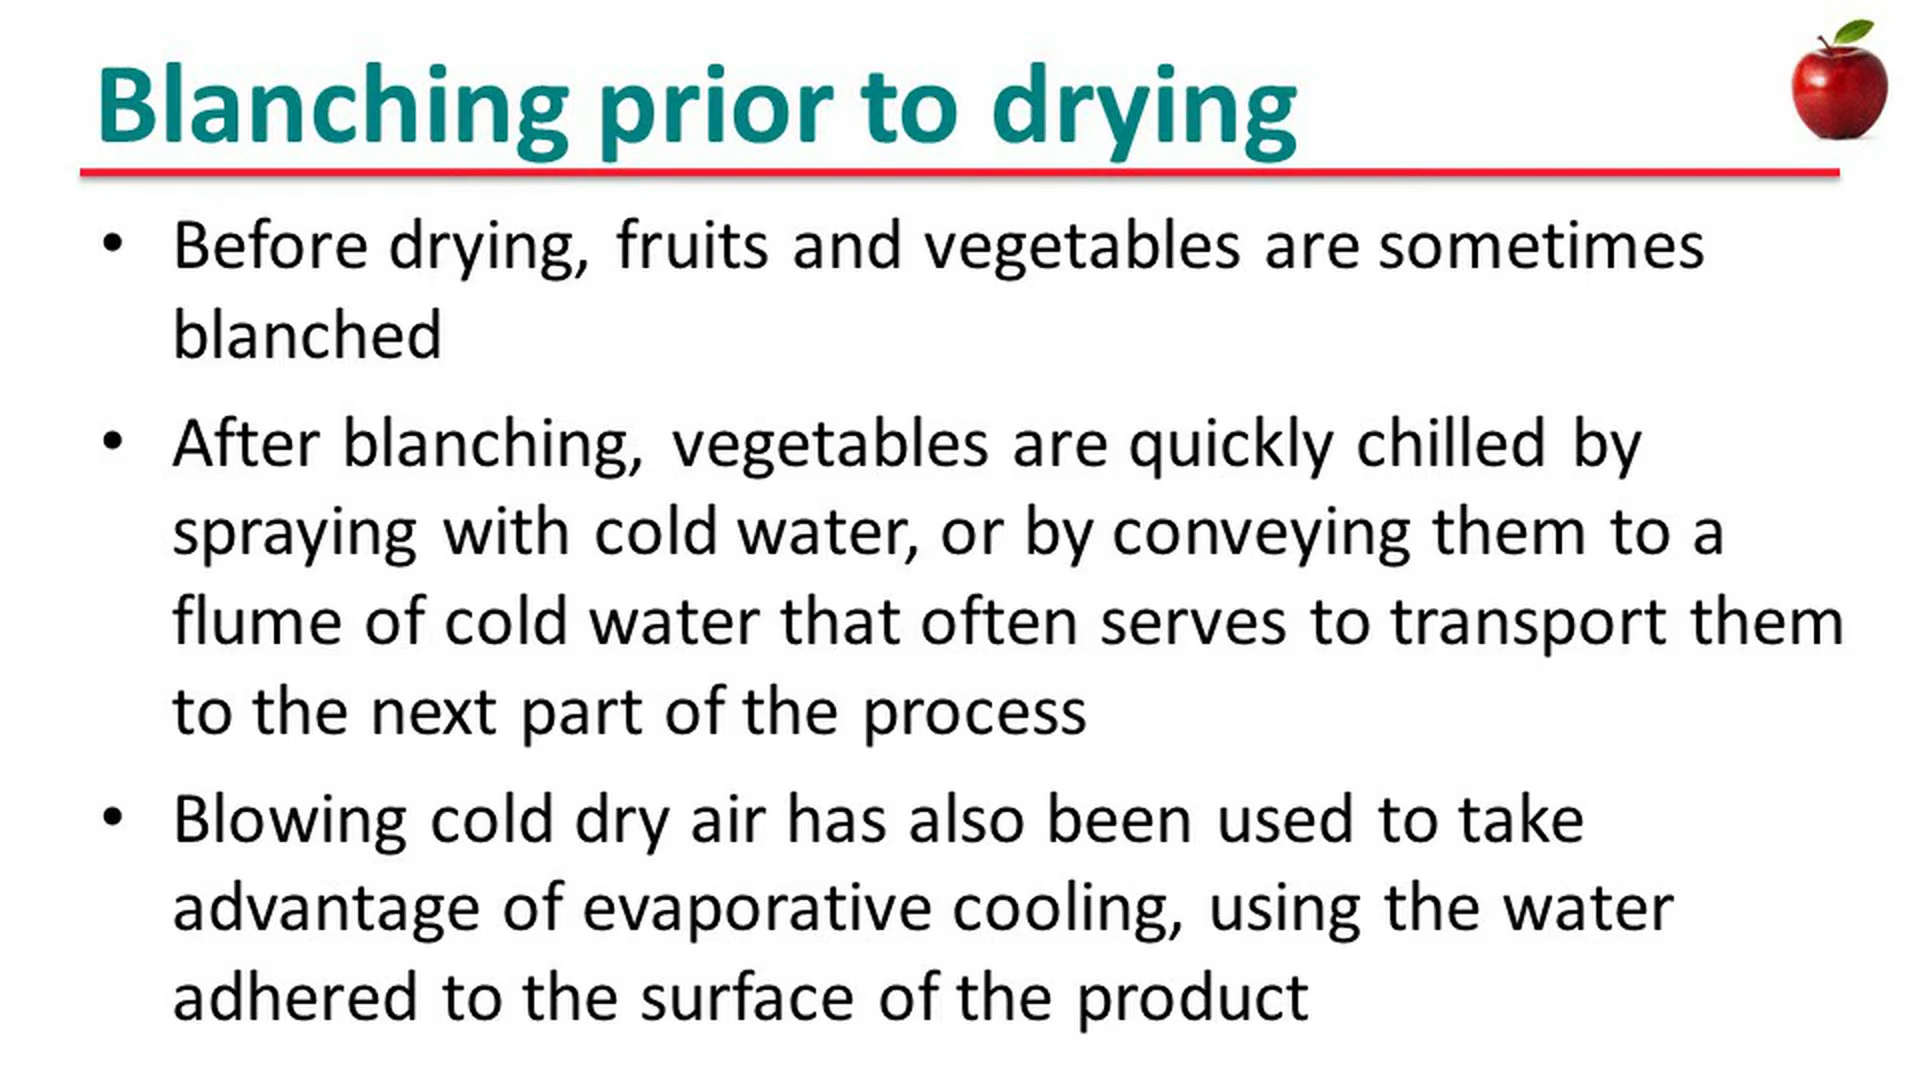 Blanching prior to drying
• Before drying, fruits and vegetables are sometimes
blanched
• After blanching, vegetables are quickly chilled by
spraying with cold water, or by conveying them to a
flume of cold water that often serves to transport them
to the next part of the process
• Blowing cold dry air has also been used to take
advantage of evaporative cooling, using the water
adhered to the surface of the product